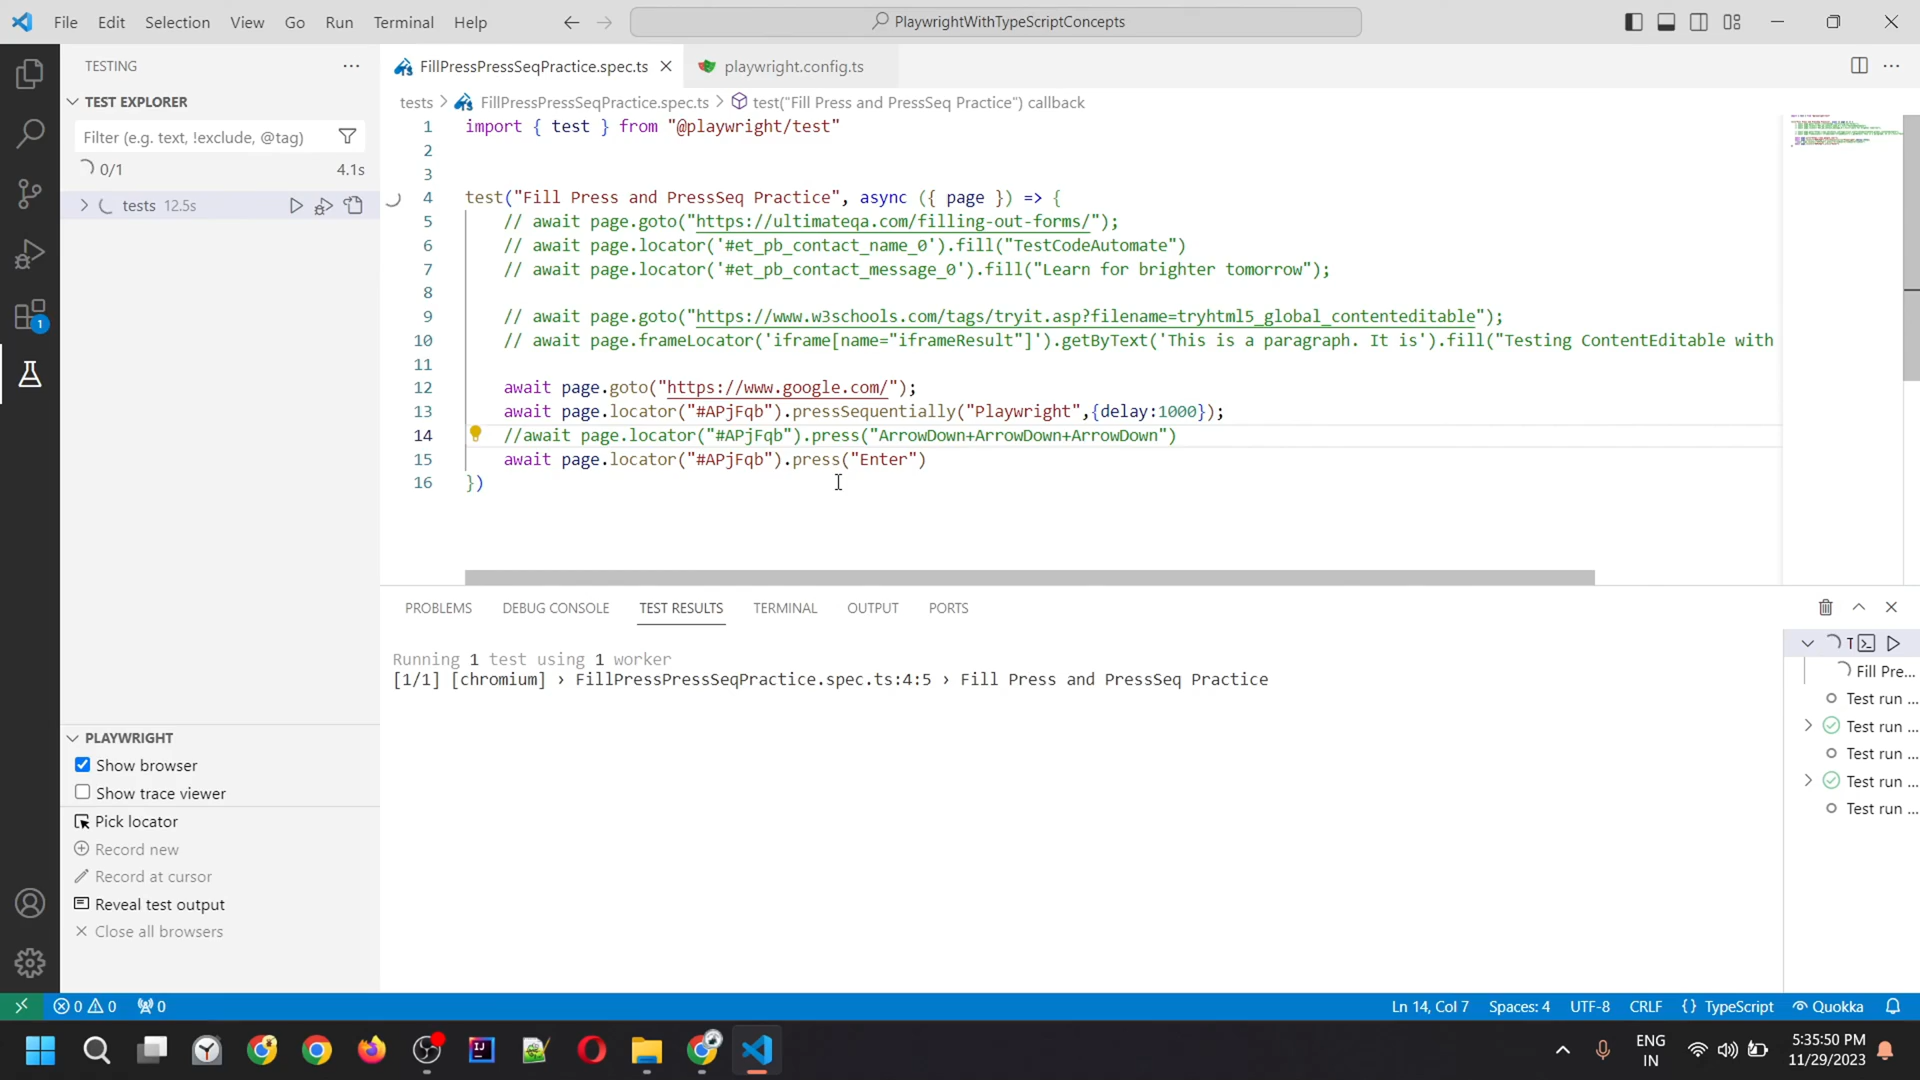 File Edit Selection View Go Run Terminal Help
PlaywrightWithTypeScriptConcepts
TESTING
TEST EXPLORER
Filter (e.g. text, !exclude, @tag)
0/1 4.1s
tests 12.5s
FillPressPressSeqPractice.spec.ts playwright.config.ts
tests > FillPressPressSeqPractice.spec.ts > test("Fill Press and PressSeq Practice") callback
1 import { test } from "@playwright/test"
2
3
4 test("Fill Press and PressSeq Practice", async ({ page }) => {
5 // await page.goto("https://ultimateqa.com/filling-out-forms/");
6 // await page.locator('#et_pb_contact_name_0').fill("TestCodeAutomate")
7 // await page.locator('#et_pb_contact_message_0').fill("Learn for brighter tomorrow");
8
9 // await page.goto("https://www.w3schools.com/tags/tryit.asp?filename=tryhtml5_global_contenteditable");
10 // await page.frameLocator('iframe[name="iframeResult"]').getByText('This is a paragraph. It is').fill("Testing ContentEditable with
11
12 await page.goto("https://www.google.com/");
13 await page.locator("#APjFqb").pressSequentially("Playwright",{delay:1000});
14 //await page.locator("#APjFqb").press("ArrowDown+ArrowDown+ArrowDown")
15 await page.locator("#APjFqb").press("Enter")
16 })
PROBLEMS DEBUG CONSOLE TEST RESULTS TERMINAL OUTPUT PORTS
Running 1 test using 1 worker
[1/1] [chromium] › FillPressPressSeqPractice.spec.ts:4:5 › Fill Press and PressSeq Practice
T
Fill Pre...
Test run ...
Test run ...
Test run ...
Test run ...
Test run ...
PLAYWRIGHT
Show browser
Show trace viewer
Pick locator
Record new
Record at cursor
Reveal test output
Close all browsers
1
0 0 0 Ln 14, Col 7 Spaces: 4 UTF-8 CRLF {} TypeScript Quokka
ENG
IN
5:35:50 PM
11/29/2023